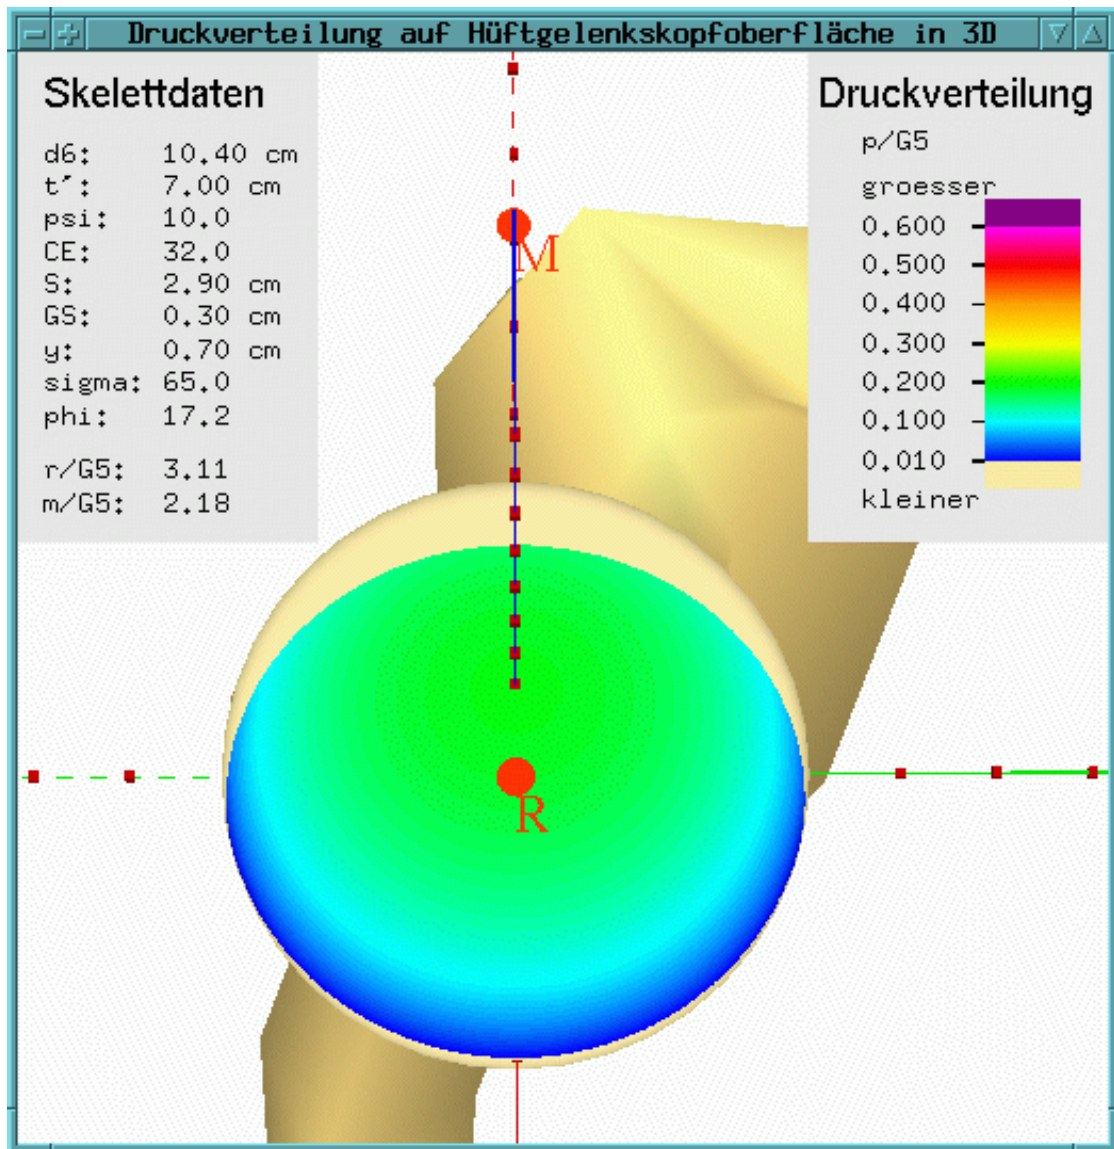 Druckverteilung auf Hüftgelenkskopfoberfläche in 3D
Skelettdaten
d6: 10.40 cm
t´: 7.00 cm
psi: 10.0
CE: 32.0
S: 2.90 cm
GS: 0.30 cm
y: 0.70 cm
sigma: 65.0
phi: 17.2
r/G5: 3.11
m/G5: 2.18
Druckverteilung
p/G5
groesser
0.600
0.500
0.400
0.300
0.200
0.100
0.010
kleiner
M
R